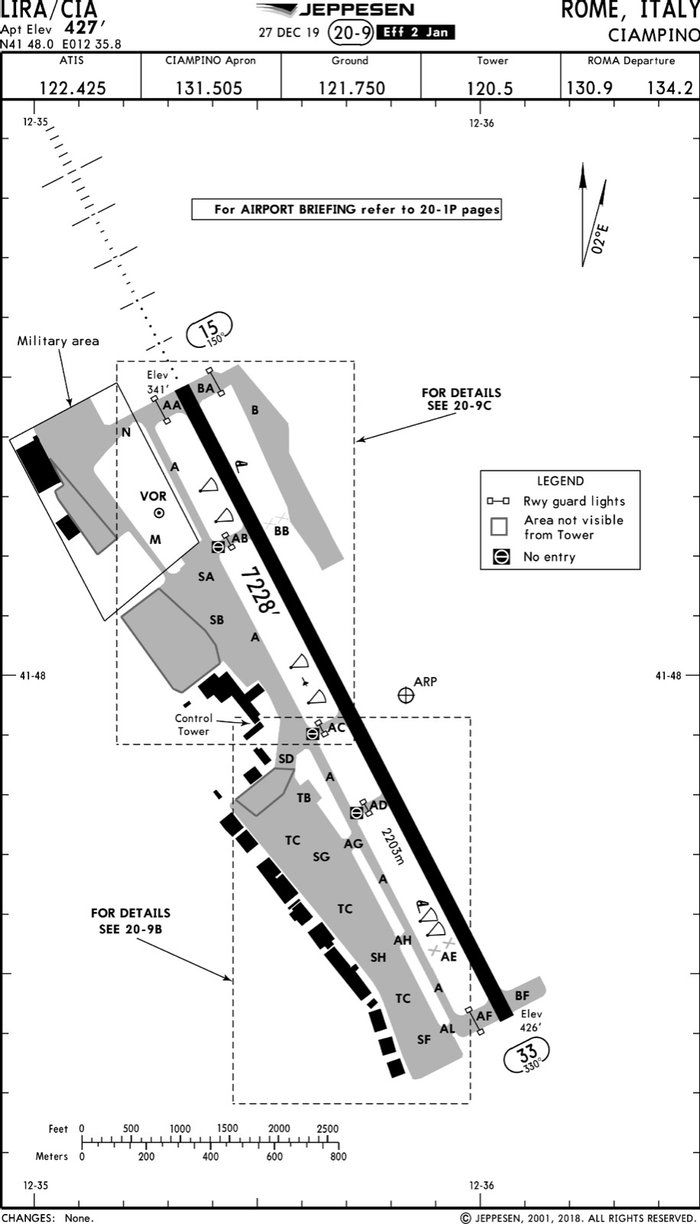 LIRA/CIA
Apt Elev 427'
N41 48.0 E012 35.8
JEPPESEN
27 DEC 19 20-9 Eff 2 Jan
ROME, ITALY
CIAMPINO
ATIS
122.425
CIAMPINO Apron
131.505
Ground
121.750
Tower
120.5
ROMA Departure
130.9 134.2
12-35
12-36
For AIRPORT BRIEFING refer to 20-1P pages
02°E
15
150°
Military area
Elev
341'
BA
AA
N
B
FOR DETAILS
SEE 20-9C
A
VOR
M
LEGEND
Rwy guard lights
Area not visible
from Tower
No entry
BB
AB
SA
7228'
SB
A
41-48
41-48
ARP
Control
Tower
AC
SD
A
TB
AD
2203m
TC
AG
SG
A
TC
FOR DETAILS
SEE 20-9B
AH
SH
AE
A
TC
BF
AF
Elev
426'
AL
SF
33
330°
Feet 0 500 1000 1500 2000 2500
Meters 0 200 400 600 800
12-35
12-36
CHANGES: None.
© JEPPESEN, 2001, 2018. ALL RIGHTS RESERVED.